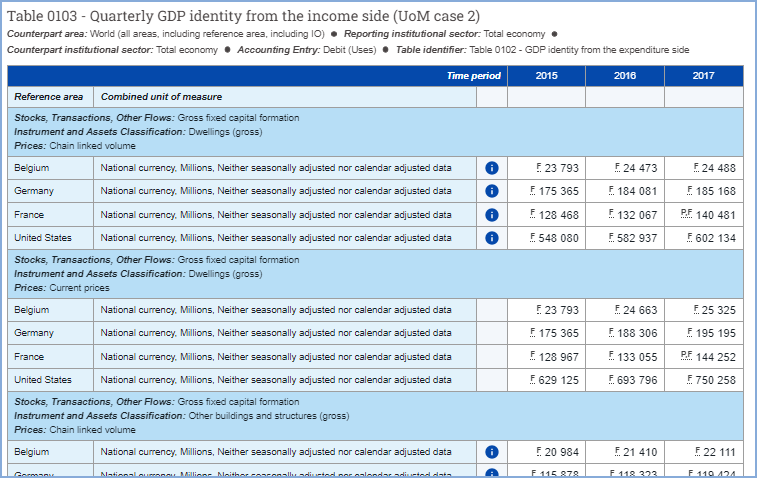 Table 0103 - Quarterly GDP identity from the income side (UoM case 2)
Counterpart area: World (all areas, including reference area, including IO) ● Reporting institutional sector: Total economy ●
Counterpart institutional sector: Total economy ● Accounting Entry: Debit (Uses) ● Table identifier: Table 0102 - GDP identity from the expenditure side
Time period 2015 2016 2017
Reference area Combined unit of measure
Stocks, Transactions, Other Flows: Gross fixed capital formation
Instrument and Assets Classification: Dwellings (gross)
Prices: Chain linked volume
Belgium National currency, Millions, Neither seasonally adjusted nor calendar adjusted data i F 23 793 F 24 473 F 24 488
Germany National currency, Millions, Neither seasonally adjusted nor calendar adjusted data i F 175 365 F 184 081 F 185 168
France National currency, Millions, Neither seasonally adjusted nor calendar adjusted data i F 128 468 F 132 067 P,F 140 481
United States National currency, Millions, Neither seasonally adjusted nor calendar adjusted data i F 548 080 F 582 937 F 602 134
Stocks, Transactions, Other Flows: Gross fixed capital formation
Instrument and Assets Classification: Dwellings (gross)
Prices: Current prices
Belgium National currency, Millions, Neither seasonally adjusted nor calendar adjusted data F 23 793 F 24 663 F 25 325
Germany National currency, Millions, Neither seasonally adjusted nor calendar adjusted data F 175 365 F 188 306 F 195 195
France National currency, Millions, Neither seasonally adjusted nor calendar adjusted data F 128 967 F 133 055 P,F 144 252
United States National currency, Millions, Neither seasonally adjusted nor calendar adjusted data F 629 125 F 693 796 F 750 258
Stocks, Transactions, Other Flows: Gross fixed capital formation
Instrument and Assets Classification: Other buildings and structures (gross)
Prices: Chain linked volume
Belgium National currency, Millions, Neither seasonally adjusted nor calendar adjusted data i F 20 984 F 21 410 F 22 111
Germany National currency, Millions, Neither seasonally adjusted nor calendar adjusted data i F 115 878 F 118 323 F 119 424